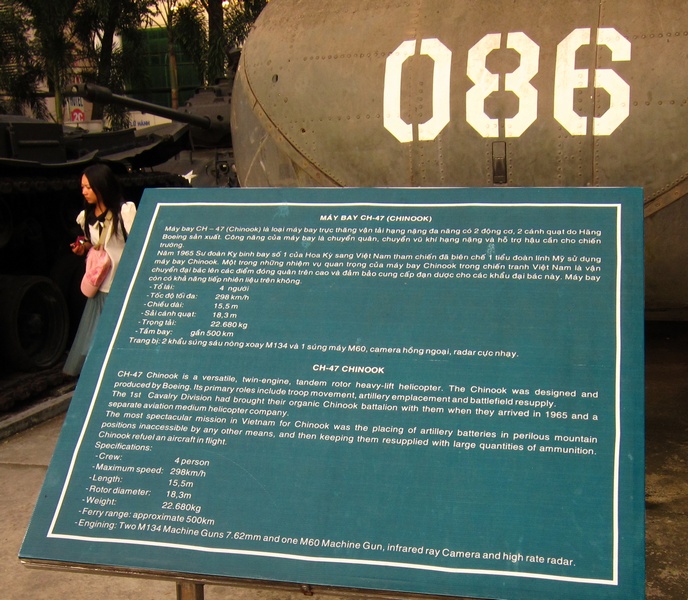 086
MÁY BAY CH-47 (CHINOOK)
Máy bay CH – 47 (Chinook) là loại máy bay trực thăng vận tải hạng nặng đa năng có 2 động cơ, 2 cánh quạt do Hãng
Boeing sản xuất. Công năng của máy bay là chuyển quân, chuyển vũ khí hạng nặng và hỗ trợ hậu cần cho chiến
trường.
Năm 1965 Sư đoàn Kỵ binh bay số 1 của Hoa Kỳ sang Việt Nam tham chiến đã biên chế 1 tiểu đoàn lính Mỹ sử dụng
máy bay Chinook. Một trong những nhiệm vụ quan trọng của máy bay Chinook trong chiến tranh Việt Nam là vận
chuyển đại bác lên các điểm đóng quân trên cao và đảm bảo cung cấp đạn dược cho các khẩu đại bác này. Máy bay
còn có khả năng tiếp nhiên liệu trên không.
- Tổ lái: 4 người
- Tốc độ tối đa: 298 km/h
- Chiều dài: 15,5 m
- Sải cánh quạt: 18,3 m
- Trọng tải: 22.680 kg
- Tầm bay: gần 500 km
Trang bị: 2 khẩu súng sáu nòng xoay M134 và 1 súng máy M60, camera hồng ngoại, radar cực nhạy.
CH-47 CHINOOK
CH-47 Chinook is a versatile, twin-engine, tandem rotor heavy-lift helicopter. The Chinook was designed and
produced by Boeing. Its primary roles include troop movement, artillery emplacement and battlefield resupply.
The 1st Cavalry Division had brought their organic Chinook battalion with them when they arrived in 1965 and a
separate aviation medium helicopter company.
The most spectacular mission in Vietnam for Chinook was the placing of artillery batteries in perilous mountain
positions inaccessible by any other means, and then keeping them resupplied with large quantities of ammunition.
Chinook refuel an aircraft in flight.
Specifications:
- Crew: 4 person
- Maximum speed: 298km/h
- Length: 15,5m
- Rotor diameter: 18,3m
- Weight: 22.680kg
- Ferry range: approximate 500km
- Engining: Two M134 Machine Guns 7.62mm and one M60 Machine Gun, infrared ray Camera and high rate radar.